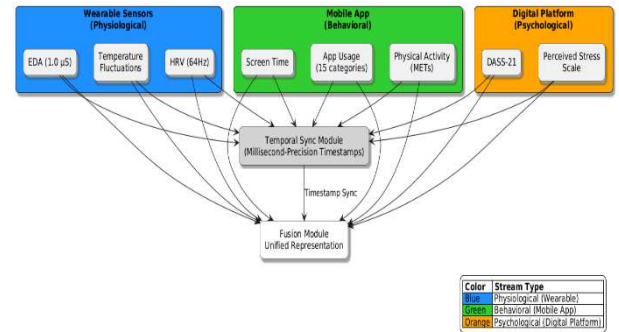 Wearable Sensors
(Physiological)
Mobile App
(Behavioral)
Digital Platform
(Psychological)
EDA (1.0 µS)
Temperature
Fluctuations
HRV (64Hz)
Screen Time
App Usage
(15 categories)
Physical Activity
(METs)
DASS-21
Perceived Stress
Scale
Temporal Sync Module
(Millisecond-Precision Timestamps)
Timestamp Sync
Fusion Module
Unified Representation
Color Stream Type
Blue Physiological (Wearable)
Green Behavioral (Mobile App)
Orange Psychological (Digital Platform)